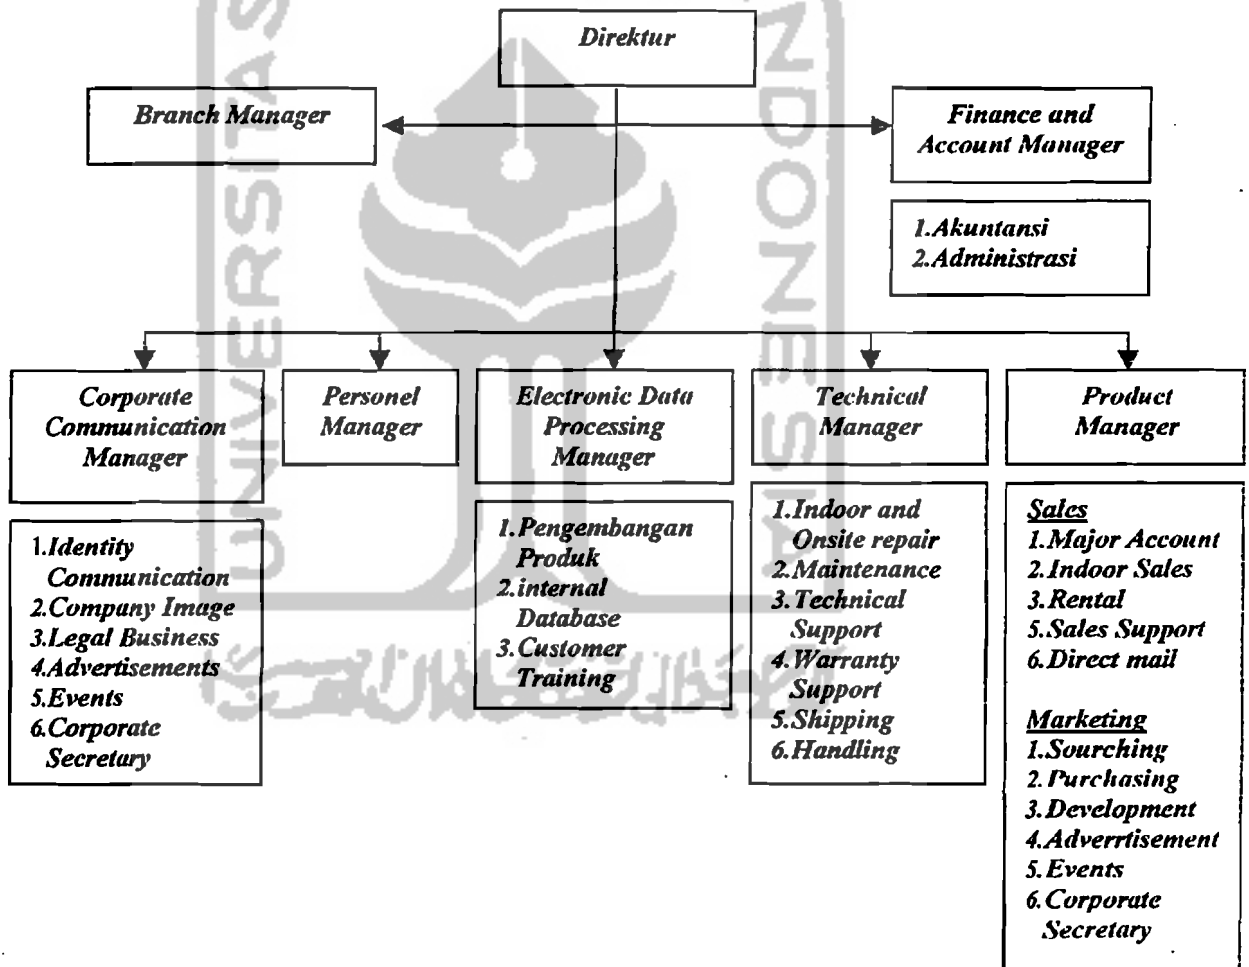 Direktur
Branch Manager
Finance and
Account Manager
1.Akuntansi
2.Administrasi
Corporate
Communication
Manager
Personel
Manager
Electronic Data
Processing
Manager
Technical
Manager
Product
Manager
1.Identity
Communication
2.Company Image
3.Legal Business
4.Advertisements
5.Events
6.Corporate
Secretary
1.Pengembangan
Produk
2.internal
Database
3.Customer
Training
1.Indoor and
Onsite repair
2.Maintenance
3.Technical
Support
4.Warranty
Support
5.Shipping
6.Handling
Sales
1.Major Account
2.Indoor Sales
3.Rental
5.Sales Support
6.Direct mail
Marketing
1.Sourching
2.Purchasing
3.Development
4.Adverrtisement
5.Events
6.Corporate
Secretary
UNIVERSITAS
INDONESIA